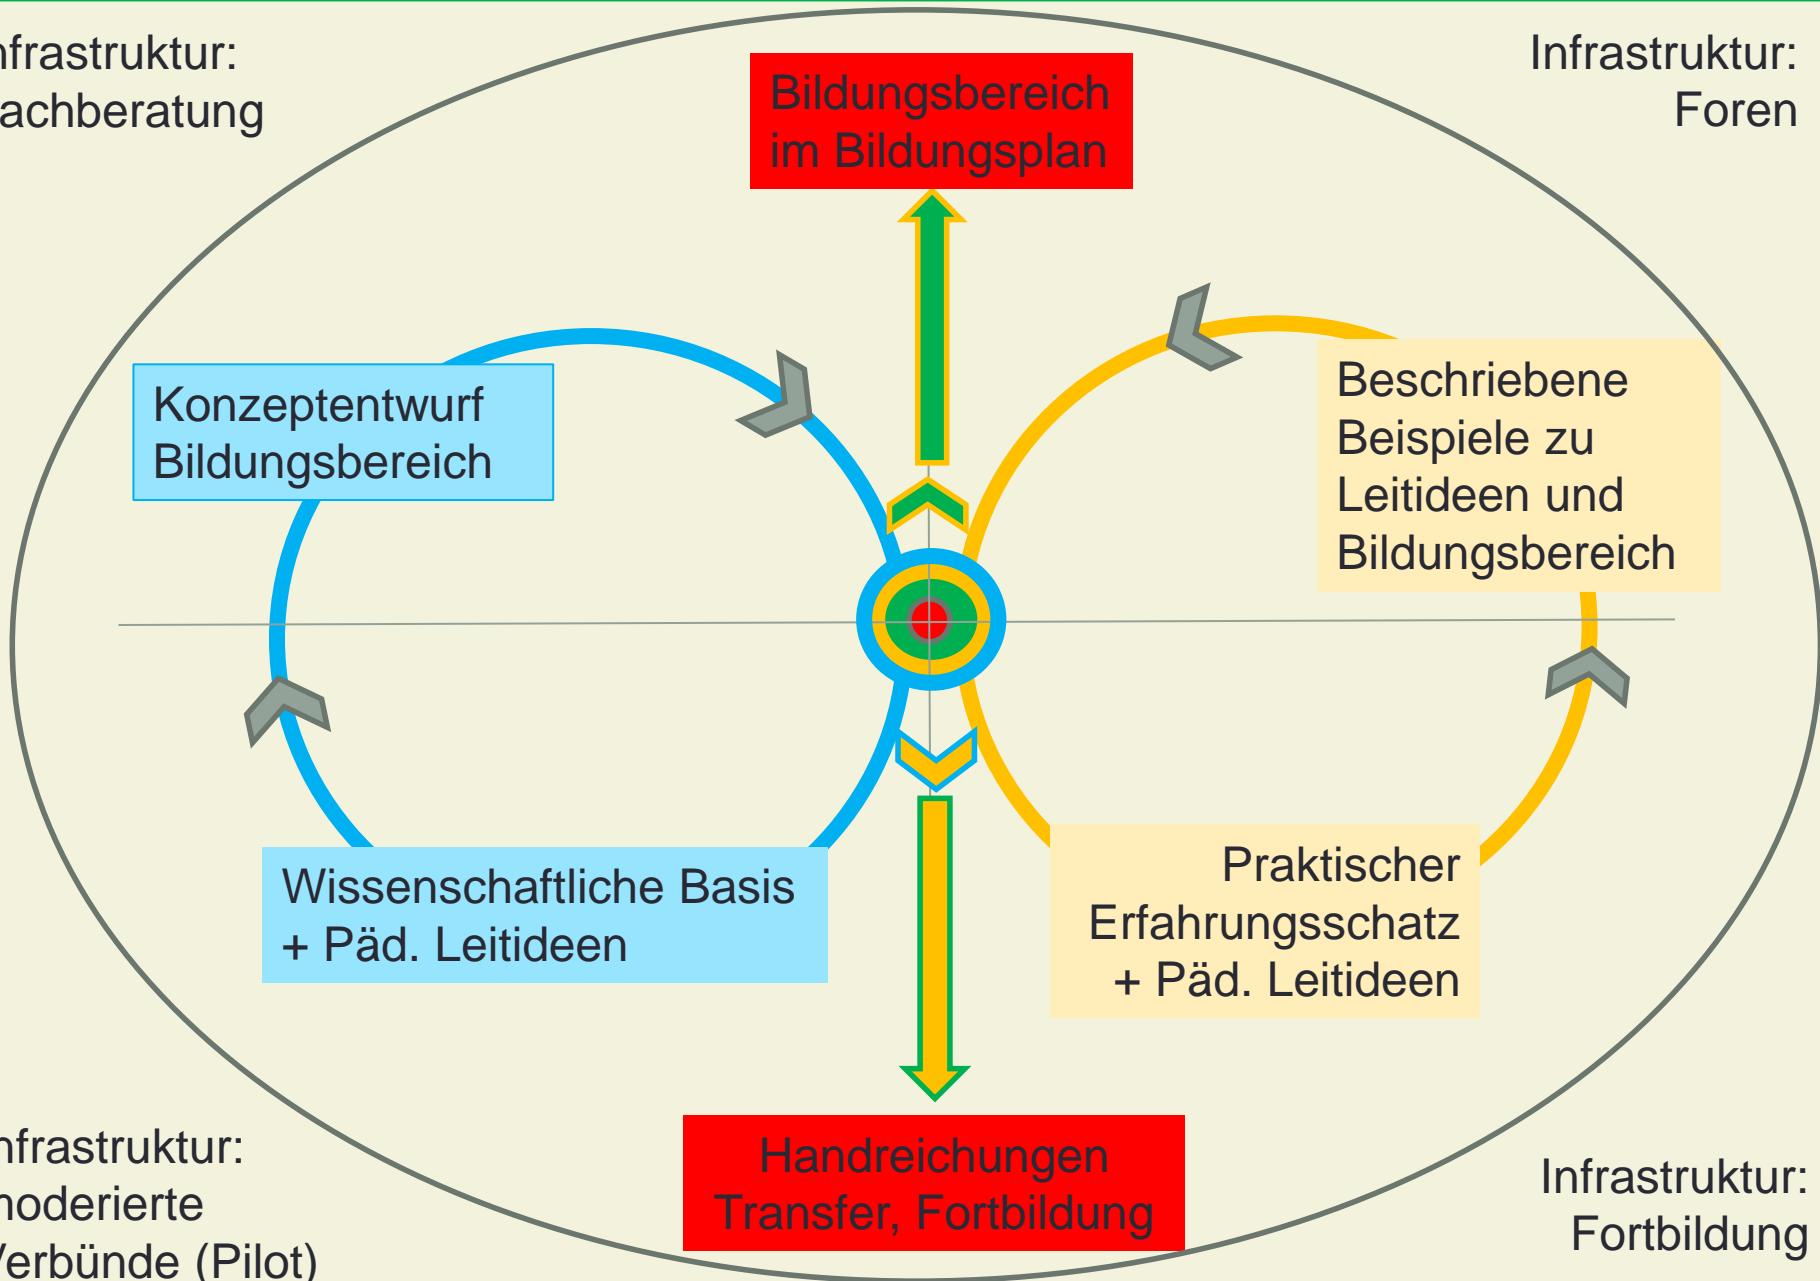 nfrastruktur:
achberatung
Infrastruktur:
Foren
Bildungsbereich
im Bildungsplan
Konzeptentwurf
Bildungsbereich
Beschriebene
Beispiele zu
Leitideen und
Bildungsbereich
Wissenschaftliche Basis
+ Päd. Leitideen
Praktischer
Erfahrungsschatz
+ Päd. Leitideen
nfrastruktur:
moderierte
Verbünde (Pilot)
Handreichungen
Transfer, Fortbildung
Infrastruktur:
Fortbildung